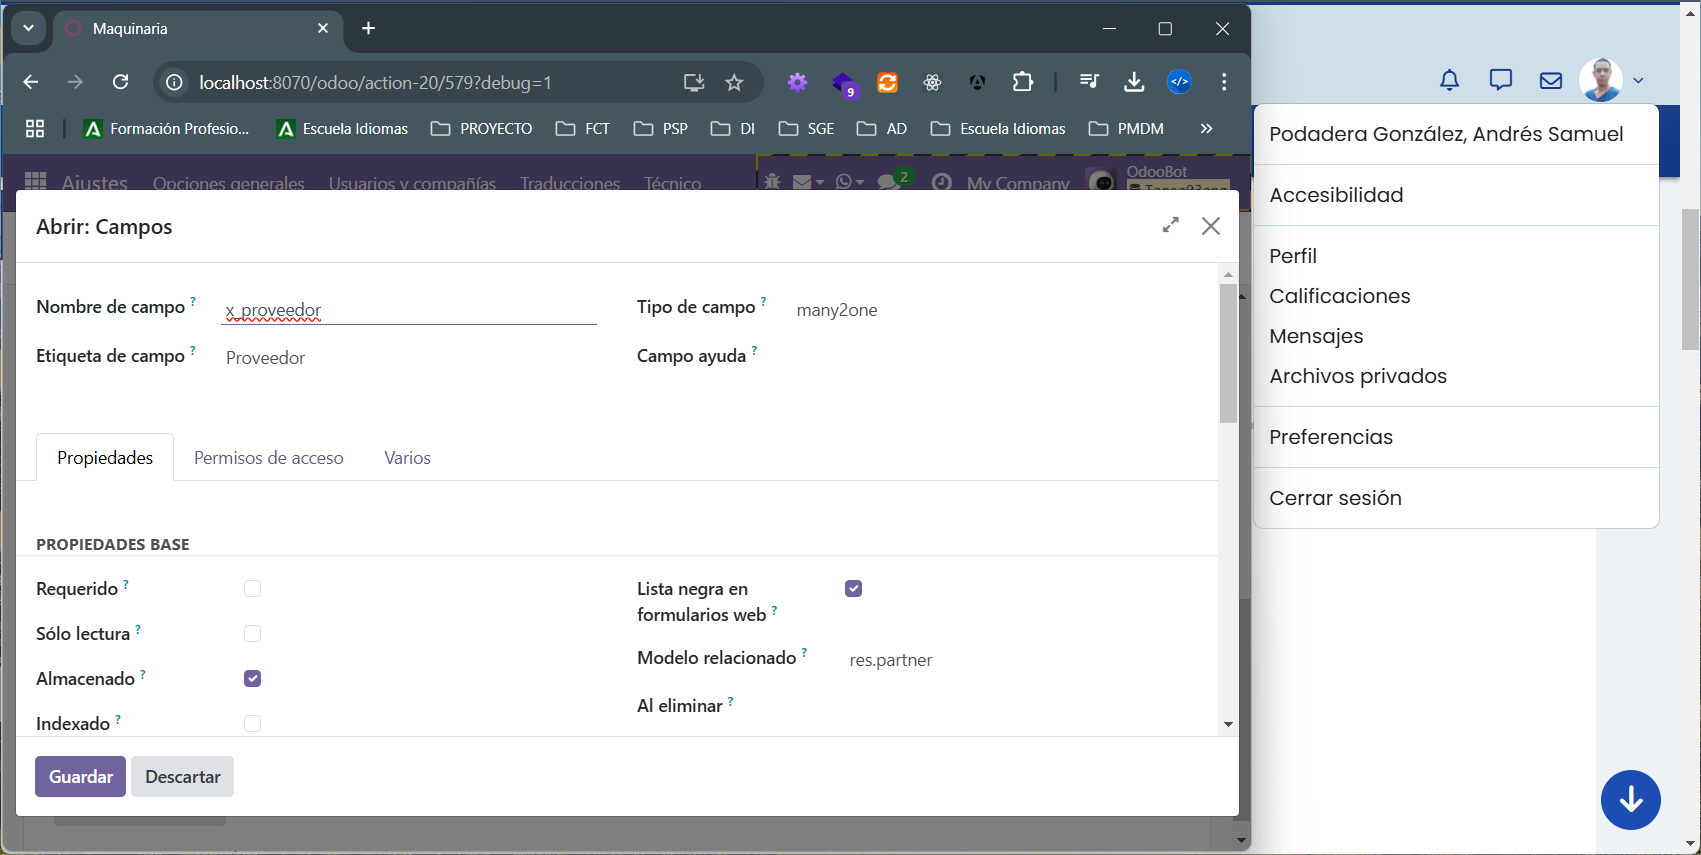 Maquinaria
localhost:8070/odoo/action-20/579?debug=1
9
Formación Profesio...
Escuela Idiomas
PROYECTO
FCT
PSP
DI
SGE
AD
Escuela Idiomas
PMDM
Ajustes
Opciones generales
Usuarios y compañías
Traducciones
Técnico
2
My Company
OdooBot
Abrir: Campos
Nombre de campo ?
x_proveedor
Tipo de campo ?
many2one
Etiqueta de campo ?
Proveedor
Campo ayuda ?
Propiedades
Permisos de acceso
Varios
PROPIEDADES BASE
Requerido ?
Sólo lectura ?
Almacenado ?
Indexado ?
Lista negra en
formularios web ?
Modelo relacionado ?
res.partner
Al eliminar ?
Guardar
Descartar
Podadera González, Andrés Samuel
Accesibilidad
Perfil
Calificaciones
Mensajes
Archivos privados
Preferencias
Cerrar sesión